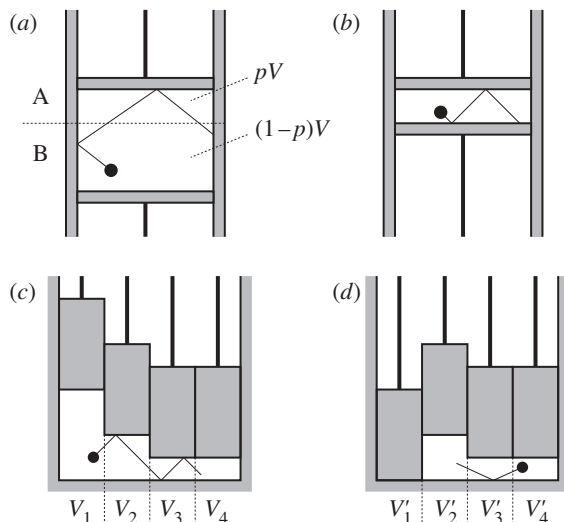 (a)
A
B
pV
(1–p)V
(b)
(c)
V1 V2 V3 V4
(d)
V′1 V′2 V′3 V′4